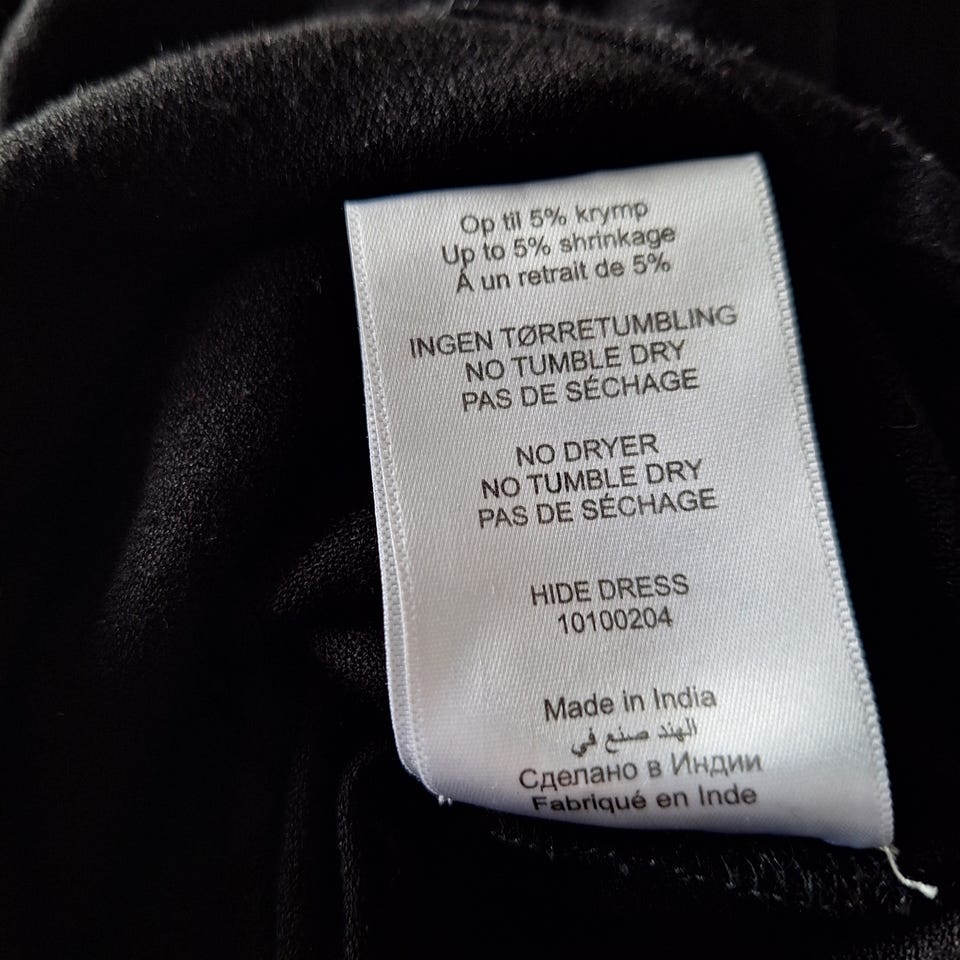 Op til 5% krymp
Up to 5% shrinkage
Á un retrait de 5%
INGEN TØRRETUMBLING
NO TUMBLE DRY
PAS DE SÉCHAGE
NO DRYER
NO TUMBLE DRY
PAS DE SÉCHAGE
HIDE DRESS
10100204
Made in India
الهند صنع في
Сделано в Индии
Fabriqué en Inde